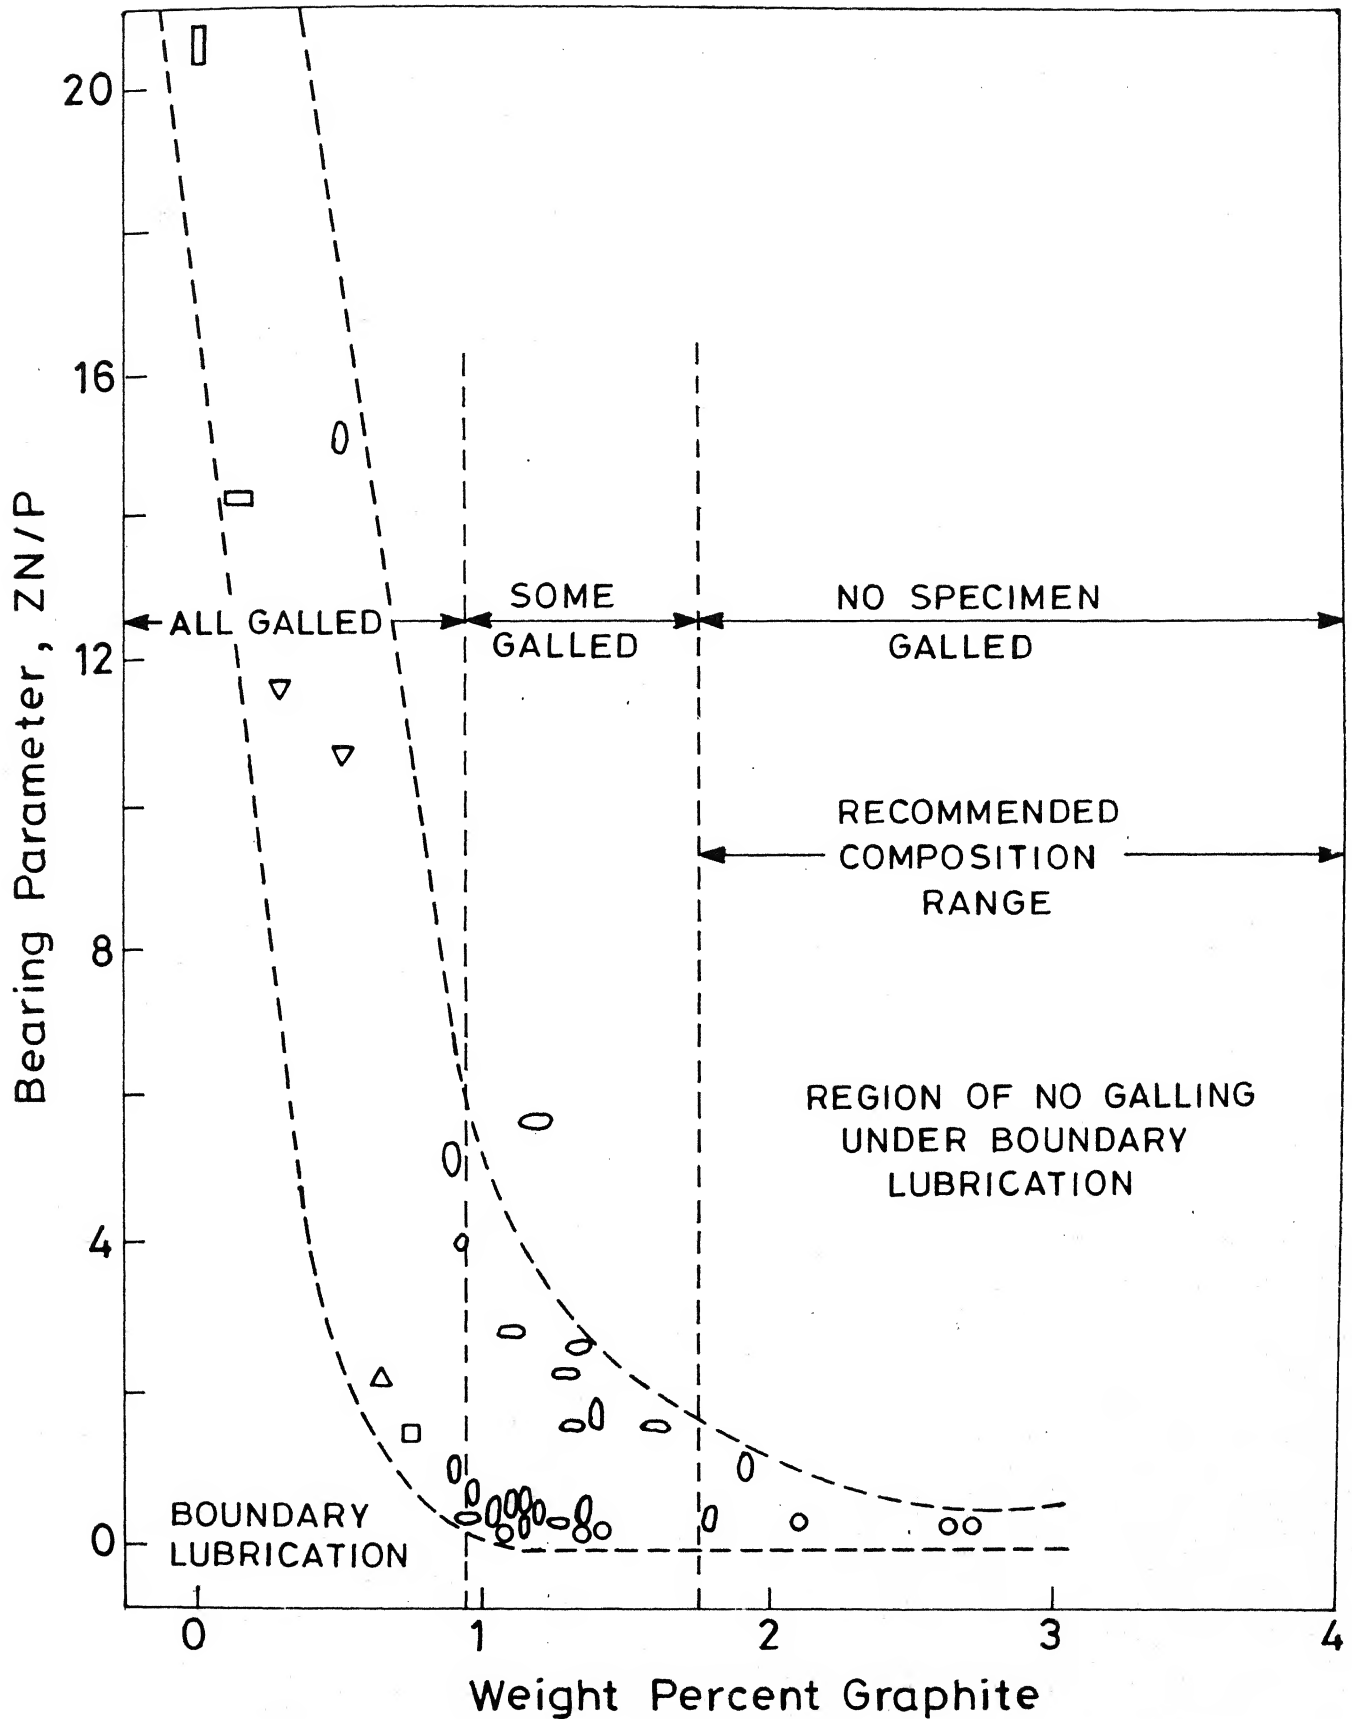 20
16
12
8
4
0
Bearing Parameter, ZN/P
ALL GALLED
SOME
GALLED
NO SPECIMEN
GALLED
RECOMMENDED
COMPOSITION
RANGE
REGION OF NO GALLING
UNDER BOUNDARY
LUBRICATION
BOUNDARY
LUBRICATION
0 1 2 3 4
Weight Percent Graphite